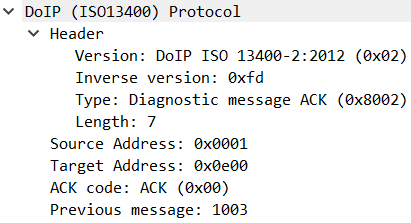 DoIP (ISO13400) Protocol
Header
Version: DoIP ISO 13400-2:2012 (0x02)
Inverse version: 0xfd
Type: Diagnostic message ACK (0x8002)
Length: 7
Source Address: 0x0001
Target Address: 0x0e00
ACK code: ACK (0x00)
Previous message: 1003